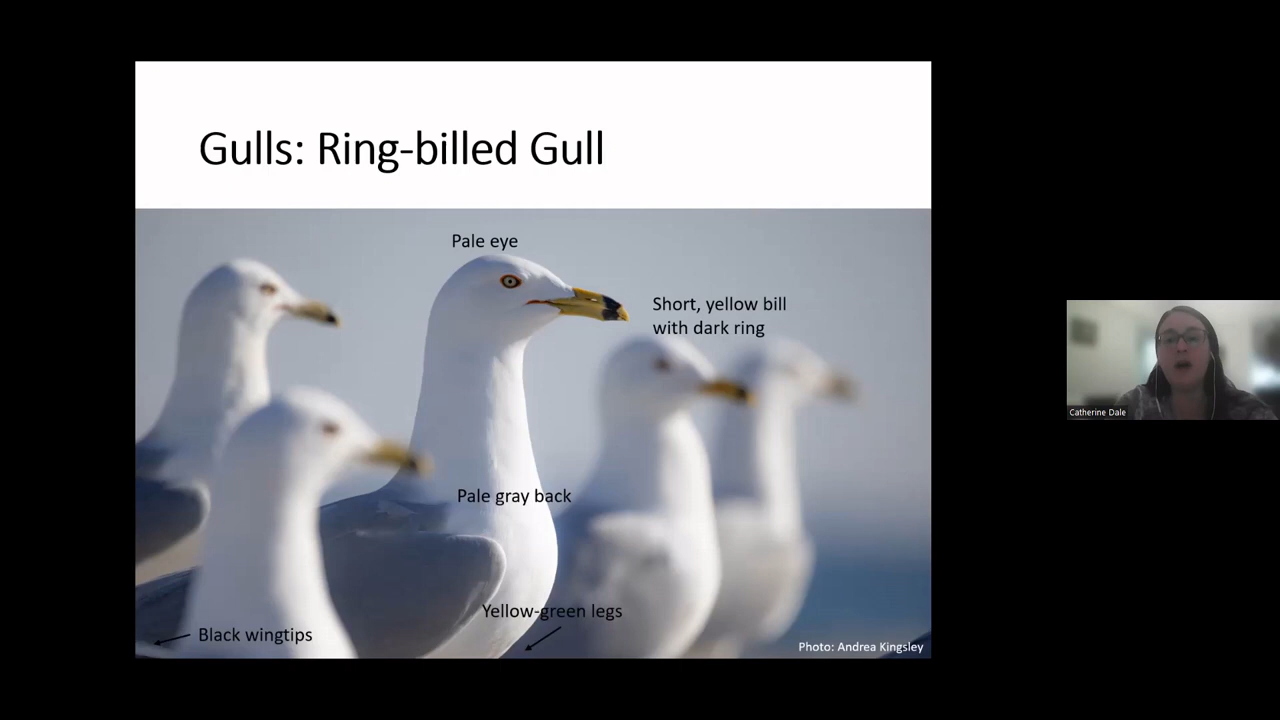 Gulls: Ring-billed Gull
Pale eye
Short, yellow bill
with dark ring
Pale gray back
Yellow-green legs
Black wingtips
Photo: Andrea Kingsley
Catherine Dale